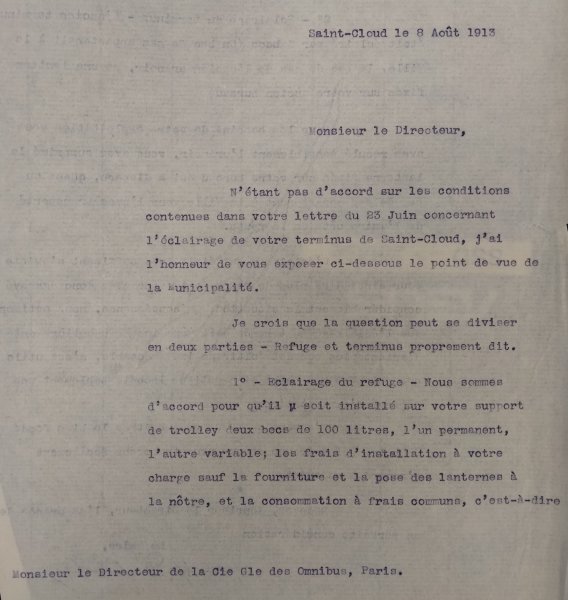 Saint-Cloud le 8 Août 1913
Monsieur le Directeur,
N'étant pas d'accord sur les conditions
contenues dans votre lettre du 23 Juin concernant
l'éclairage de votre terminus de Saint-Cloud, j'ai
l'honneur de vous exposer ci-dessous le point de vue de
la Municipalité.
Je crois que la question peut se diviser
en deux parties - Refuge et terminus proprement dit.
1° - Eclairage du refuge - Nous sommes
d'accord pour qu'il µ soit installé sur votre support
de trolley deux becs de 100 litres, l'un permanent,
l'autre variable; les frais d'installation à votre
charge sauf la fourniture et la pose des lanternes à
la nôtre, et la consommation à frais communs, c'est-à-dire
Monsieur le Directeur de la Cie Gle des Omnibus, Paris.